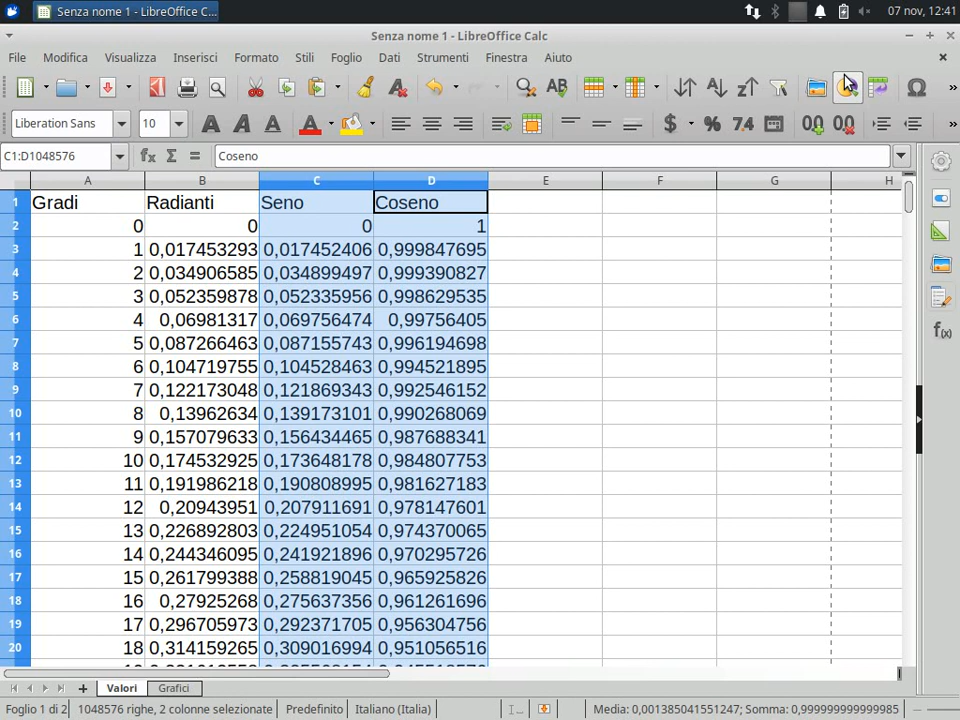 Senza nome 1 - LibreOffice C...
07 nov, 12:41
Senza nome 1 - LibreOffice Calc
File Modifica Visualizza Inserisci Formato Stili Foglio Dati Strumenti Finestra Aiuto
Liberation Sans 10
C1:D1048576 Coseno
A B C D E F G H
1 Gradi Radianti Seno Coseno
2 0 0 0 1
3 1 0,017453293 0,017452406 0,999847695
4 2 0,034906585 0,034899497 0,999390827
5 3 0,052359878 0,052335956 0,998629535
6 4 0,06981317 0,069756474 0,99756405
7 5 0,087266463 0,087155743 0,996194698
8 6 0,104719755 0,104528463 0,994521895
9 7 0,122173048 0,121869343 0,992546152
10 8 0,13962634 0,139173101 0,990268069
11 9 0,157079633 0,156434465 0,987688341
12 10 0,174532925 0,173648178 0,984807753
13 11 0,191986218 0,190808995 0,981627183
14 12 0,20943951 0,207911691 0,978147601
15 13 0,226892803 0,224951054 0,974370065
16 14 0,244346095 0,241921896 0,970295726
17 15 0,261799388 0,258819045 0,965925826
18 16 0,27925268 0,275637356 0,961261696
19 17 0,296705973 0,292371705 0,956304756
20 18 0,314159265 0,309016994 0,951056516
Valori Grafici
Foglio 1 di 2 1048576 righe, 2 colonne selezionate Predefinito Italiano (Italia) Media: 0,001385041551247; Somma: 0,999999999999985